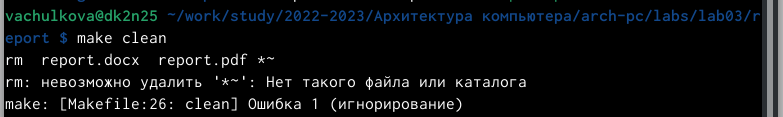 vachulkova@dk2n25 ~/work/study/2022-2023/Архитектура компьютера/arch-pc/labs/lab03/r
eport $ make clean
rm  report.docx  report.pdf *~
rm: невозможно удалить '*~': Нет такого файла или каталога
make: [Makefile:26: clean] Ошибка 1 (игнорирование)